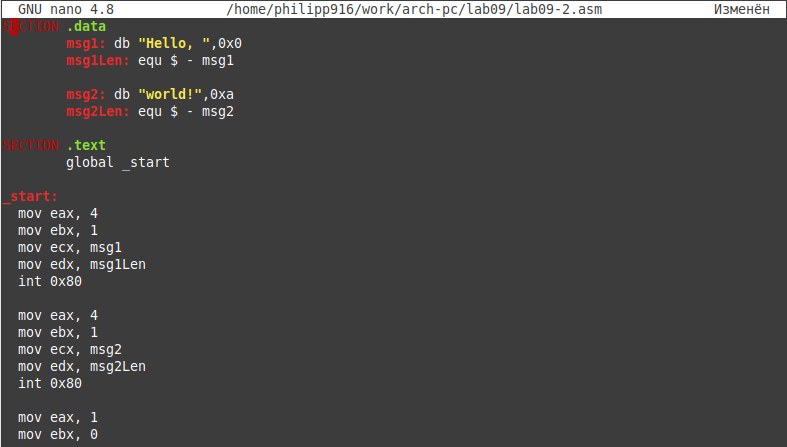 GNU nano 4.8 /home/philipp916/work/arch-pc/lab09/lab09-2.asm Изменён
SECTION .data
msg1: db "Hello, ",0x0
msg1Len: equ $ - msg1
msg2: db "world!",0xa
msg2Len: equ $ - msg2
SECTION .text
global _start
_start:
mov eax, 4
mov ebx, 1
mov ecx, msg1
mov edx, msg1Len
int 0x80
mov eax, 4
mov ebx, 1
mov ecx, msg2
mov edx, msg2Len
int 0x80
mov eax, 1
mov ebx, 0